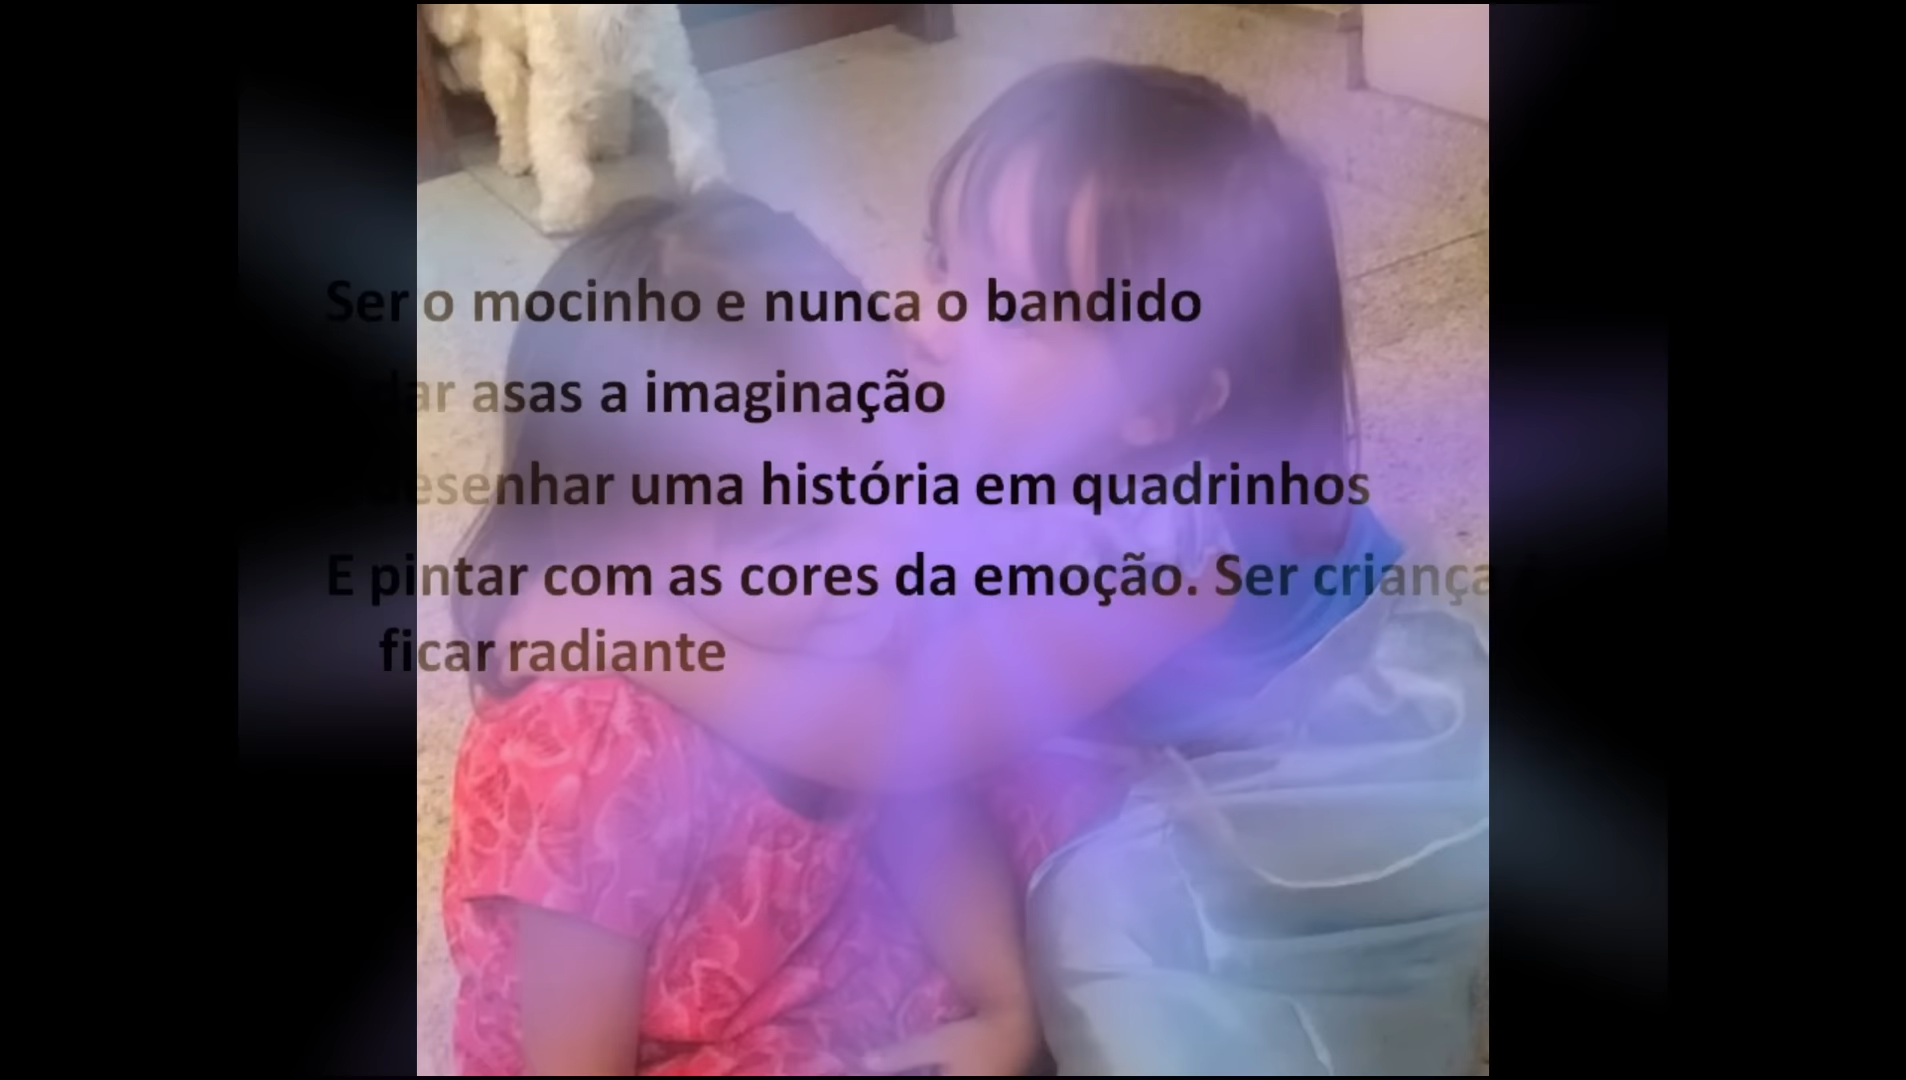 Ser o mocinho e nunca o bandido
dar asas a imaginação
desenhar uma história em quadrinhos
E pintar com as cores da emoção. Ser criança
ficar radiante